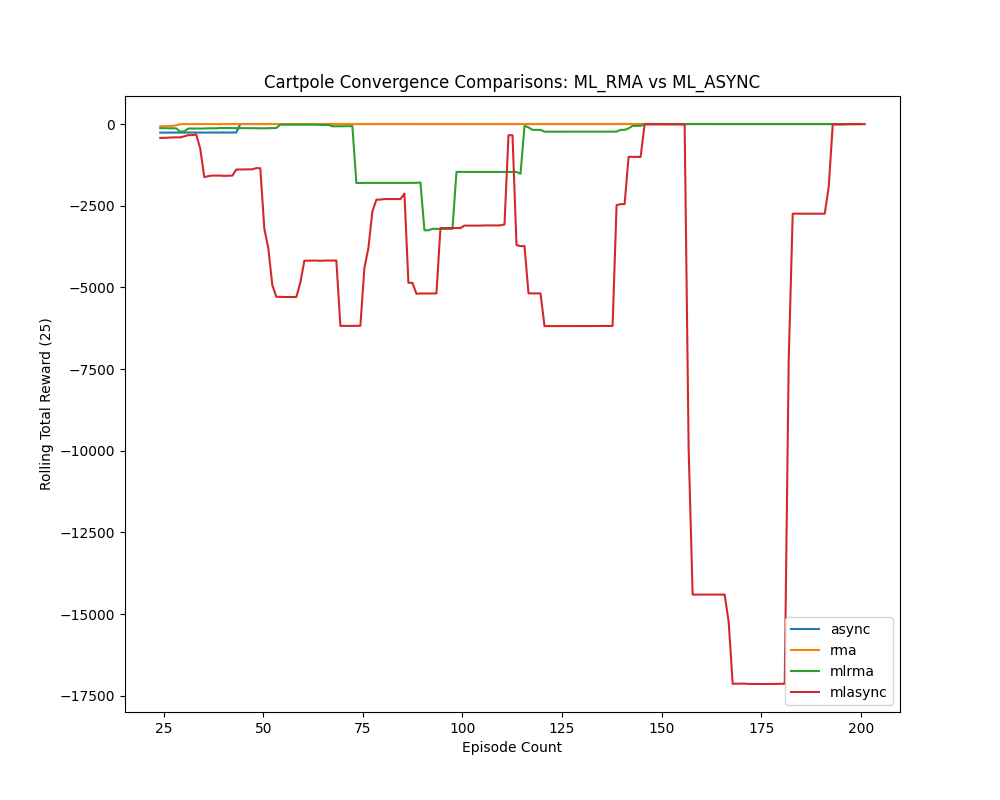 Cartpole Convergence Comparisons: ML_RMA vs ML_ASYNC
0
−2500
−5000
−7500
−10000
−12500
−15000
−17500
Rolling Total Reward (25)
25 50 75 100 125 150 175 200
Episode Count
async
rma
mlrma
mlasync